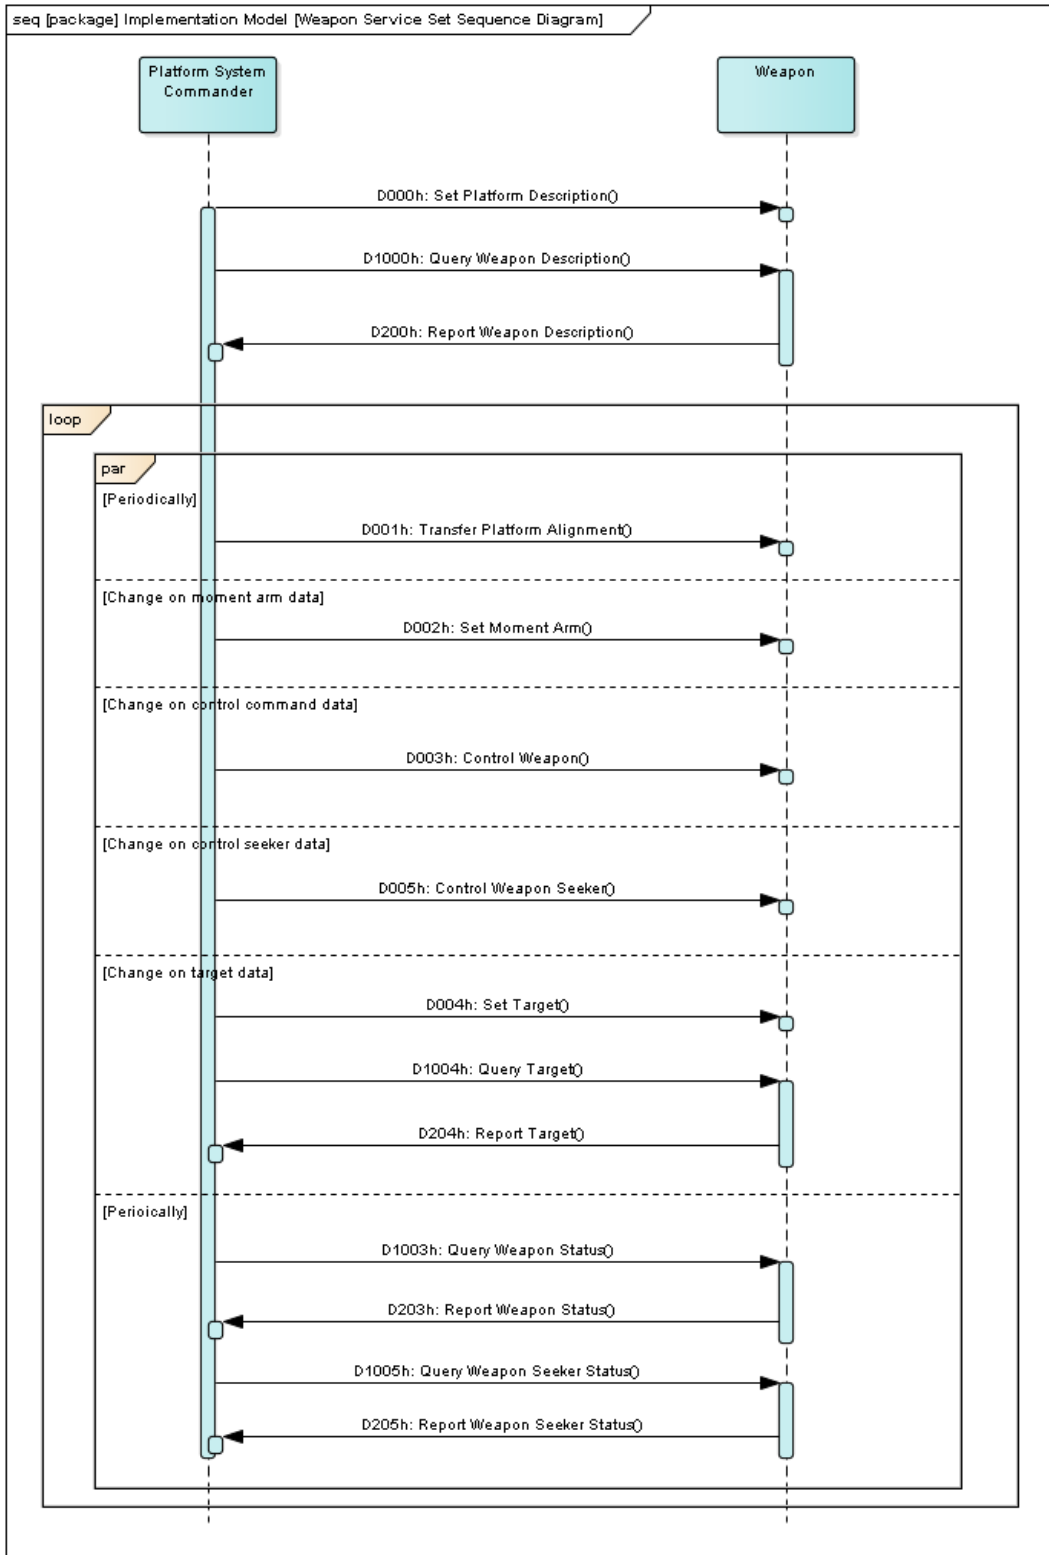 seq [package] Implementation Model [Weapon Service Set Sequence Diagram]
Platform System
Commander
Weapon
D000h: Set Platform Description()
D1000h: Query Weapon Description()
D200h: Report Weapon Description()
loop
par
[Periodically]
D001h: Transfer Platform Alignment()
[Change on moment arm data]
D002h: Set Moment Arm()
[Change on control command data]
D003h: Control Weapon()
[Change on control seeker data]
D005h: Control Weapon Seeker()
[Change on target data]
D004h: Set Target()
D1004h: Query Target()
D204h: Report Target()
[Perioically]
D1003h: Query Weapon Status()
D203h: Report Weapon Status()
D1005h: Query Weapon Seeker Status()
D205h: Report Weapon Seeker Status()